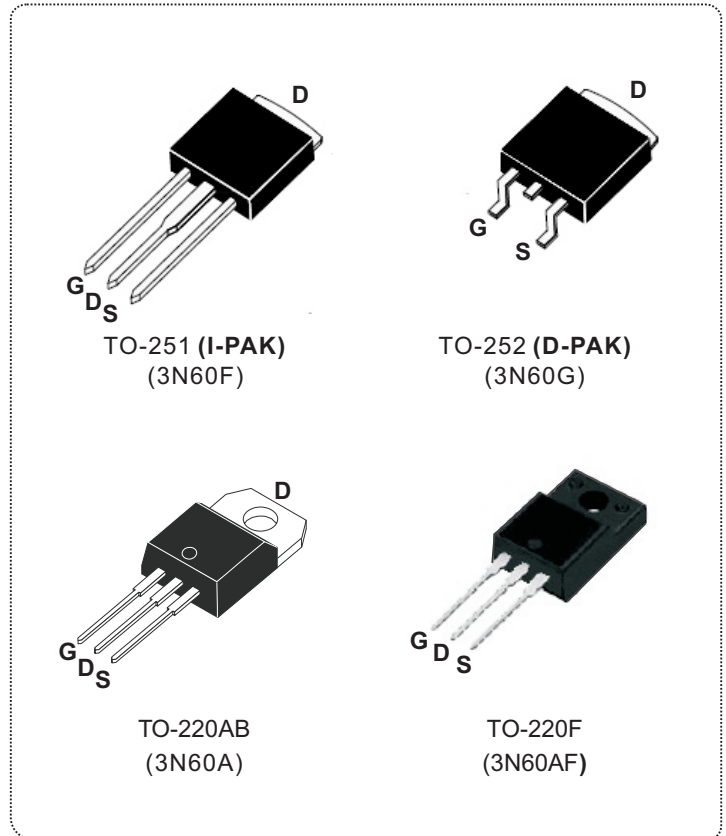 D
G
D
S
TO-251 (I-PAK)
(3N60F)
D
G
S
TO-252 (D-PAK)
(3N60G)
D
G
D
S
TO-220AB
(3N60A)
G
D
S
TO-220F
(3N60AF)